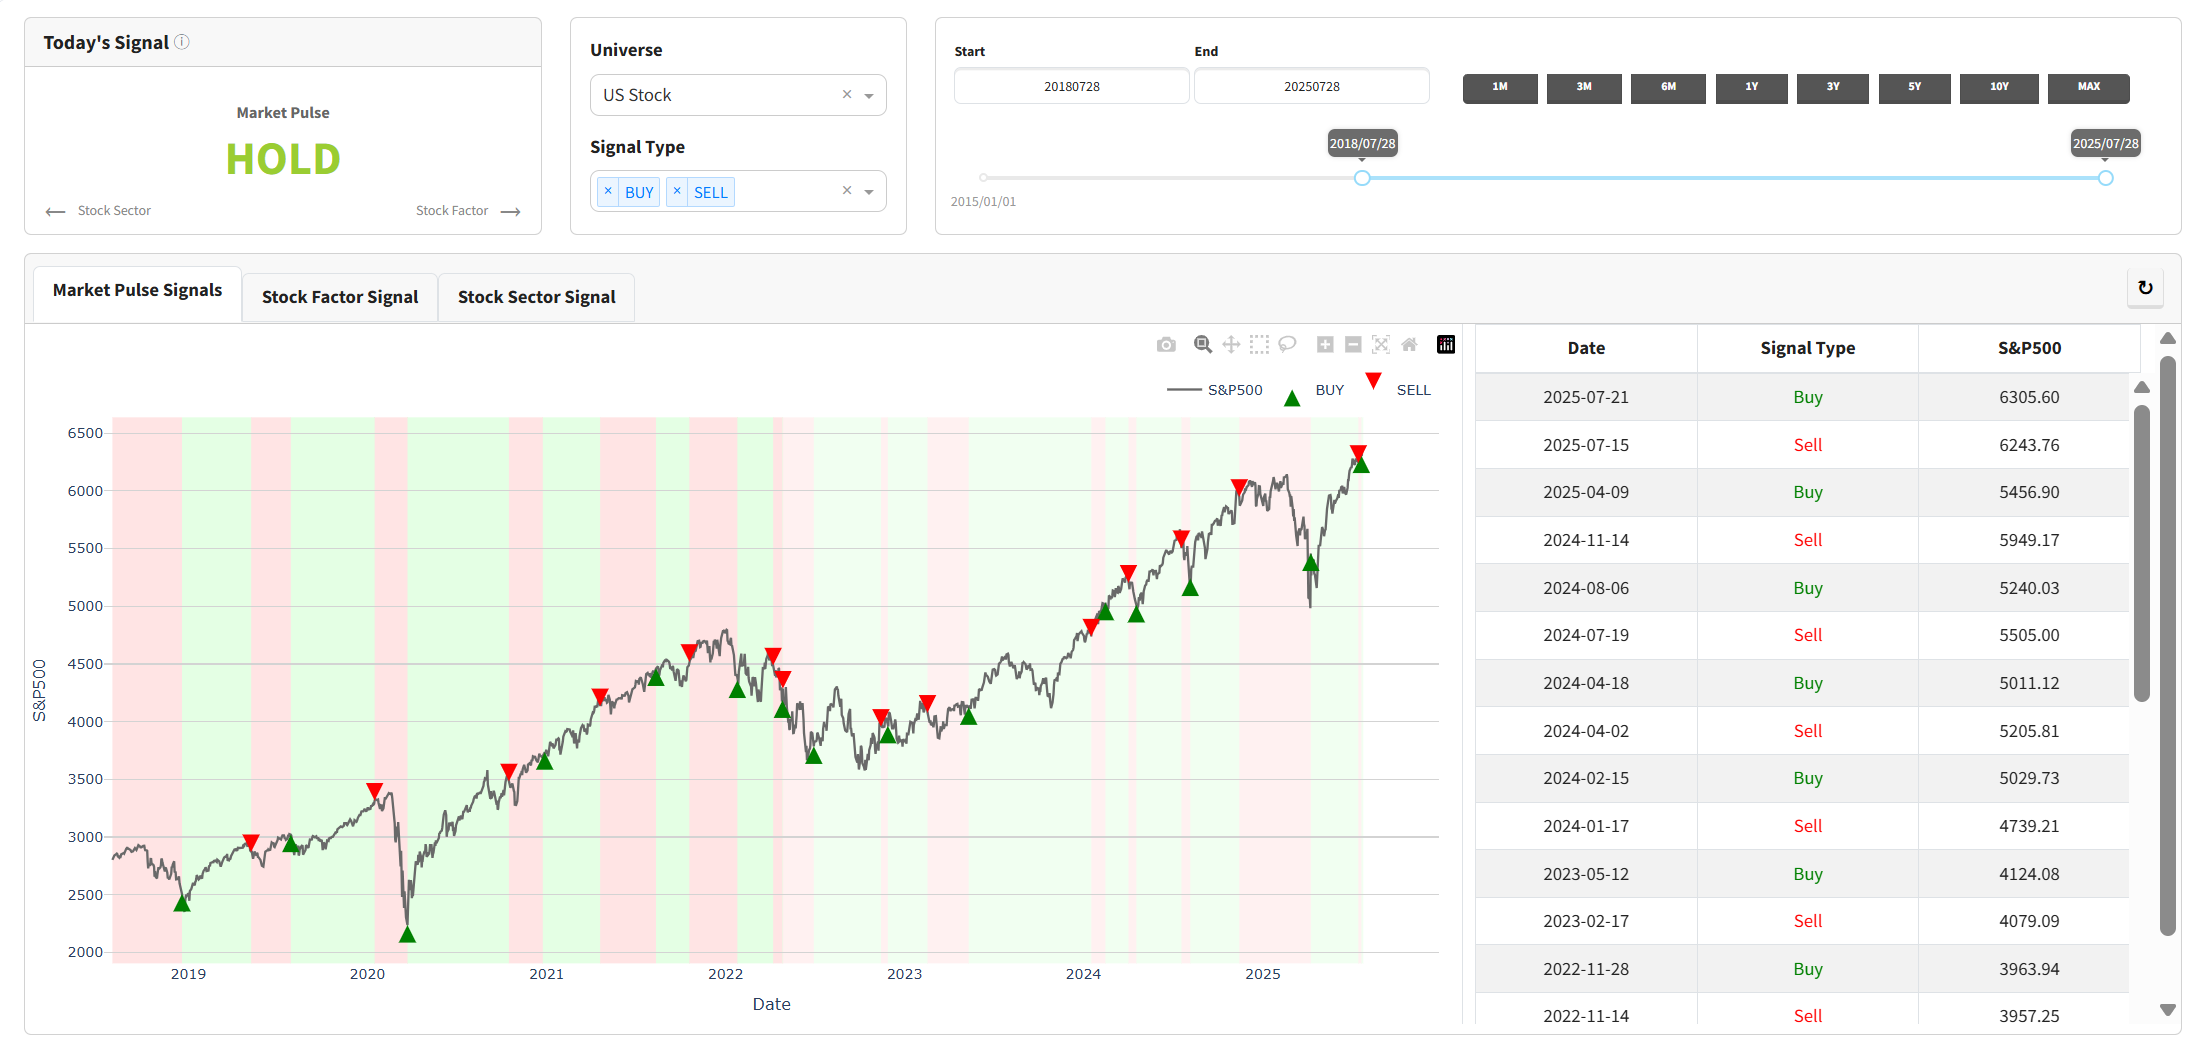 Today's Signal ⓘ
Market Pulse
HOLD
← Stock Sector
Stock Factor →
Universe
US Stock × 
Signal Type
× BUY × SELL ×
Start
End
20180728
20250728
1M 3M 6M 1Y 3Y 5Y 10Y MAX
2018/07/28
2025/07/28
2015/01/01
Market Pulse Signals
Stock Factor Signal
Stock Sector Signal
↻
S&P500 BUY SELL
6500
6000
5500
5000
4500
4000
3500
3000
2500
2000
S&P500
2019 2020 2021 2022 2023 2024 2025
Date
Date Signal Type S&P500
2025-07-21 Buy 6305.60
2025-07-15 Sell 6243.76
2025-04-09 Buy 5456.90
2024-11-14 Sell 5949.17
2024-08-06 Buy 5240.03
2024-07-19 Sell 5505.00
2024-04-18 Buy 5011.12
2024-04-02 Sell 5205.81
2024-02-15 Buy 5029.73
2024-01-17 Sell 4739.21
2023-05-12 Buy 4124.08
2023-02-17 Sell 4079.09
2022-11-28 Buy 3963.94
2022-11-14 Sell 3957.25